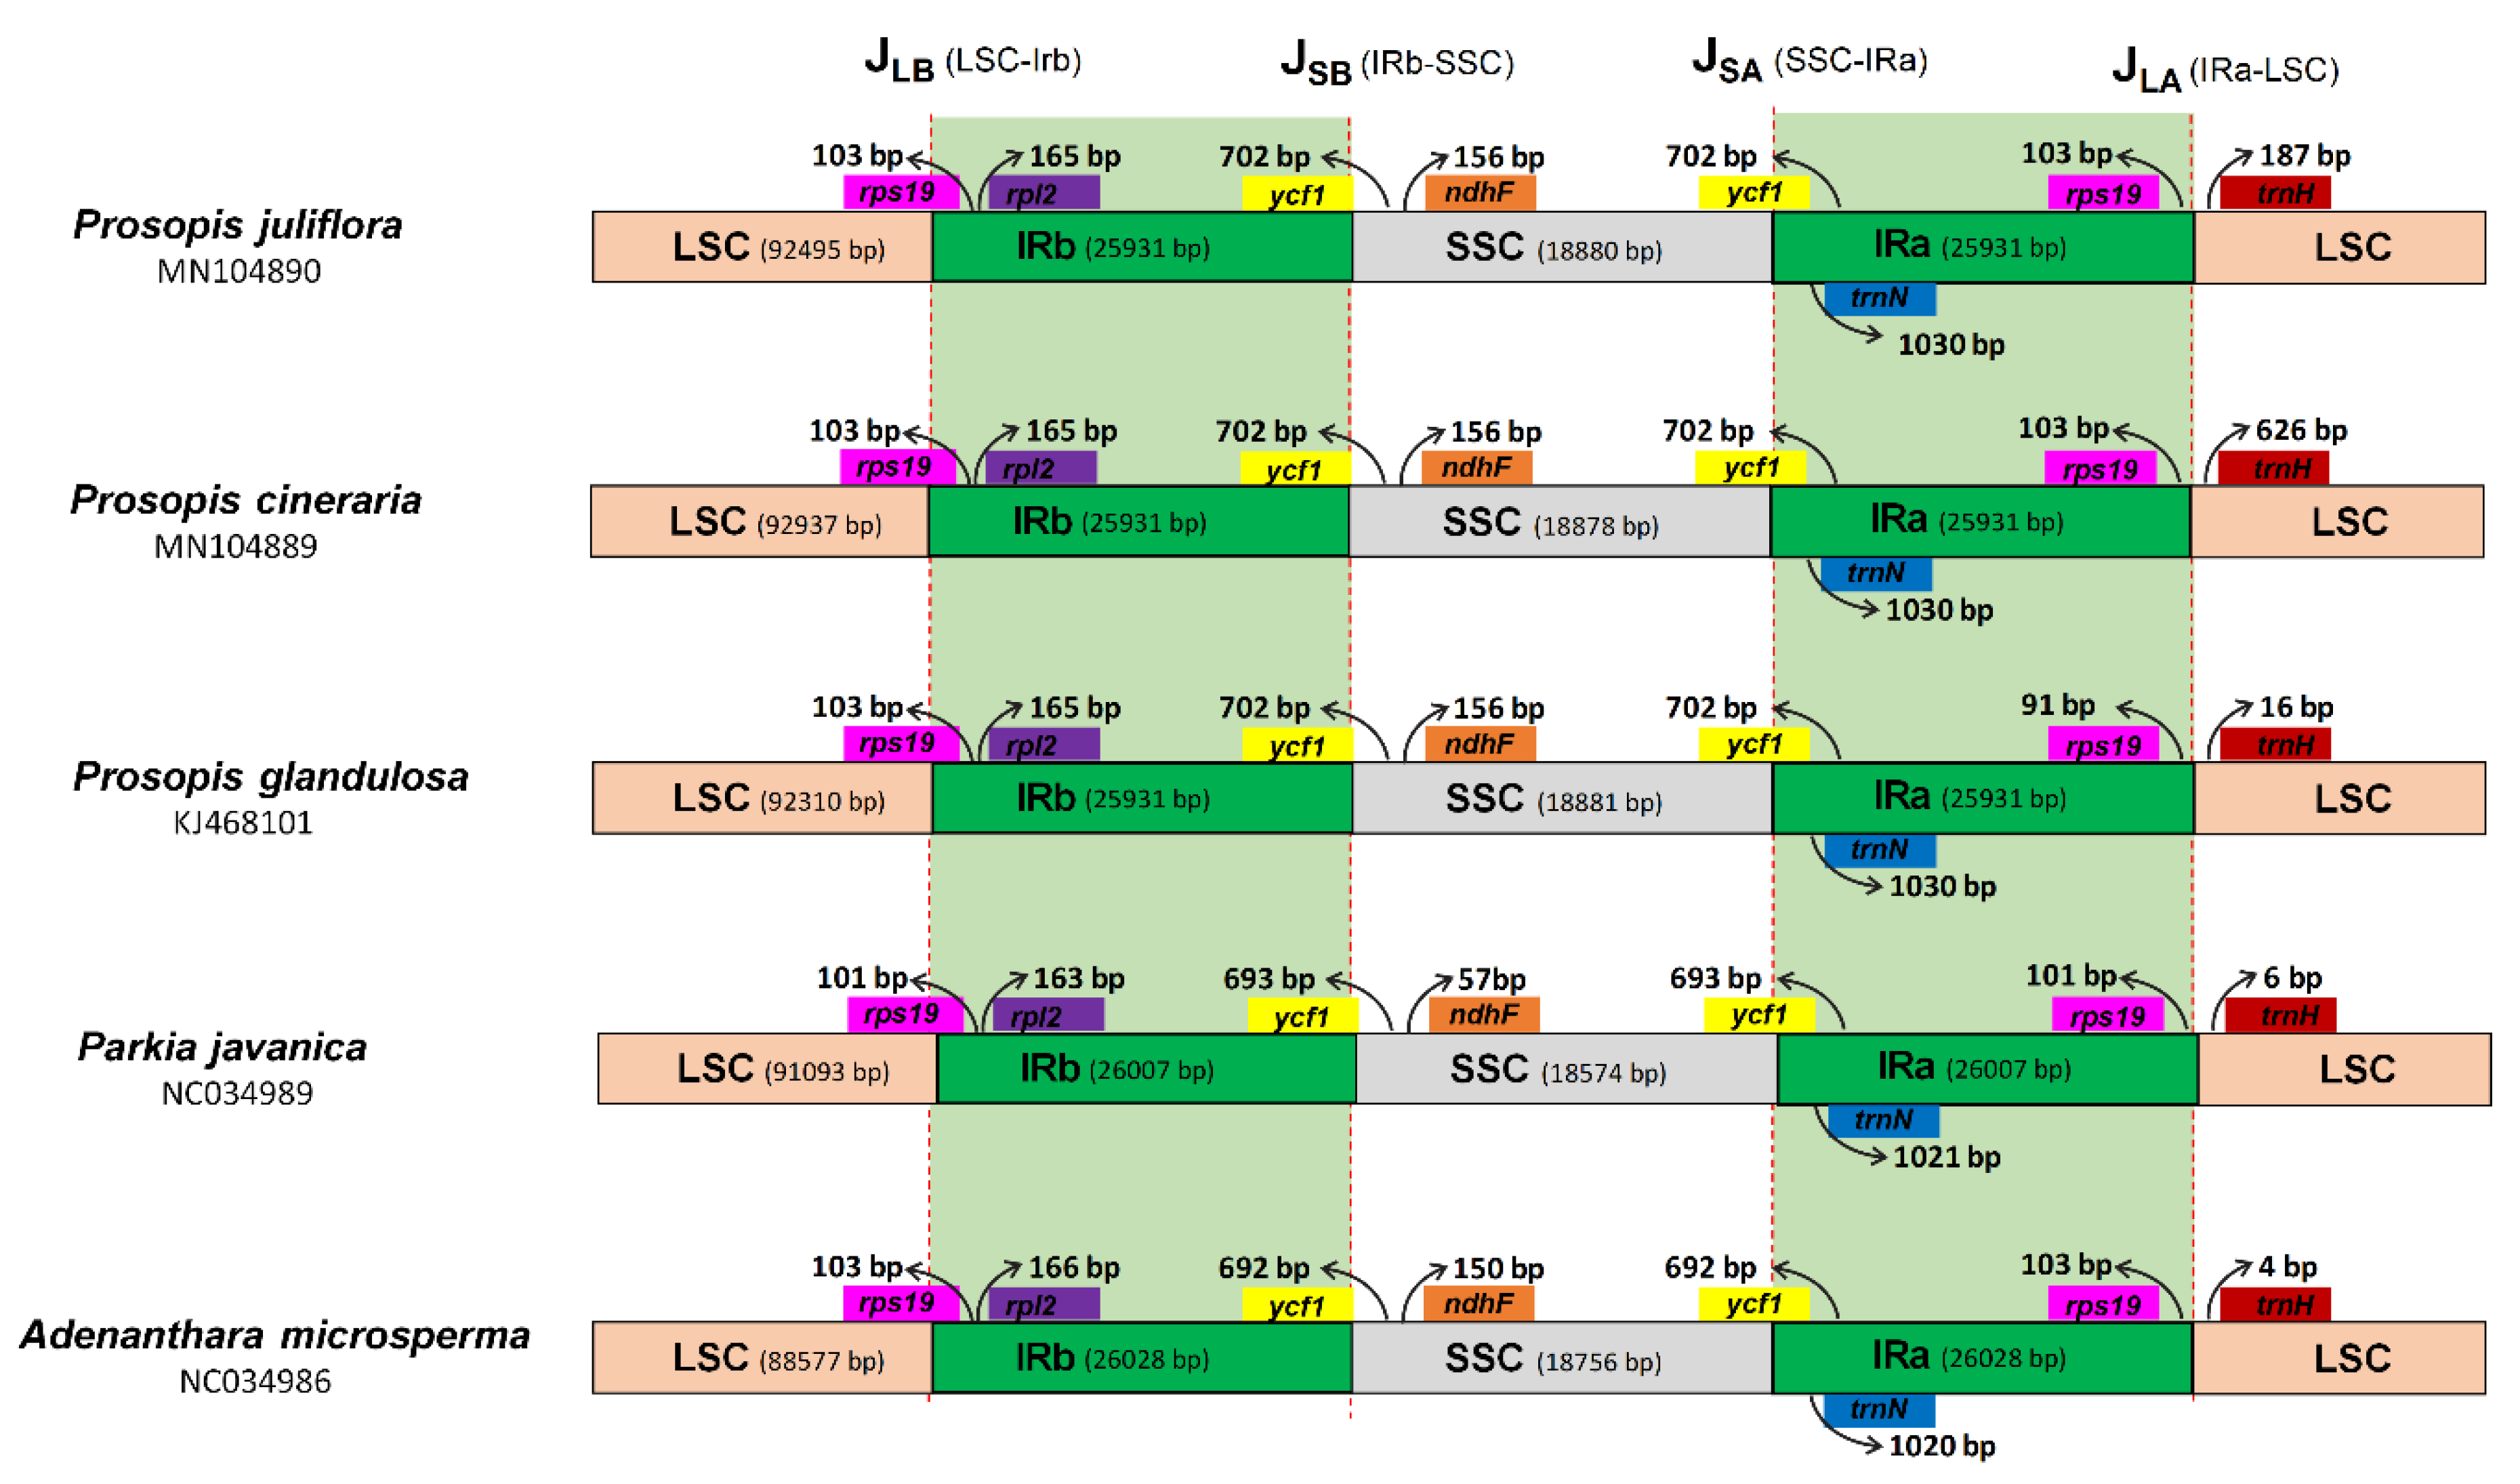 JLB (LSC-Irb) JSB (IRb-SSC) JSA (SSC-IRa) JLA (IRa-LSC)
103 bp 165 bp 702 bp 156 bp 702 bp 103 bp 187 bp
rps19 rpl2 ycf1 ndhF ycf1 rps19 trnH
Prosopis juliflora LSC (92495 bp) IRb (25931 bp) SSC (18880 bp) IRa (25931 bp) LSC
MN104890 trnN
1030 bp
103 bp 165 bp 702 bp 156 bp 702 bp 103 bp 626 bp
rps19 rpl2 ycf1 ndhF ycf1 rps19 trnH
Prosopis cineraria LSC (92937 bp) IRb (25931 bp) SSC (18878 bp) IRa (25931 bp) LSC
MN104889 trnN
1030 bp
103 bp 165 bp 702 bp 156 bp 702 bp 91 bp 16 bp
rps19 rpl2 ycf1 ndhF ycf1 rps19 trnH
Prosopis glandulosa LSC (92310 bp) IRb (25931 bp) SSC (18881 bp) IRa (25931 bp) LSC
KJ468101 trnN
1030 bp
101 bp 163 bp 693 bp 57bp 693 bp 101 bp 6 bp
rps19 rpl2 ycf1 ndhF ycf1 rps19 trnH
Parkia javanica LSC (91093 bp) IRb (26007 bp) SSC (18574 bp) IRa (26007 bp) LSC
NC034989 trnN
1021 bp
103 bp 166 bp 692 bp 150 bp 692 bp 103 bp 4 bp
rps19 rpl2 ycf1 ndhF ycf1 rps19 trnH
Adenanthara microsperma LSC (88577 bp) IRb (26028 bp) SSC (18756 bp) IRa (26028 bp) LSC
NC034986 trnN
1020 bp